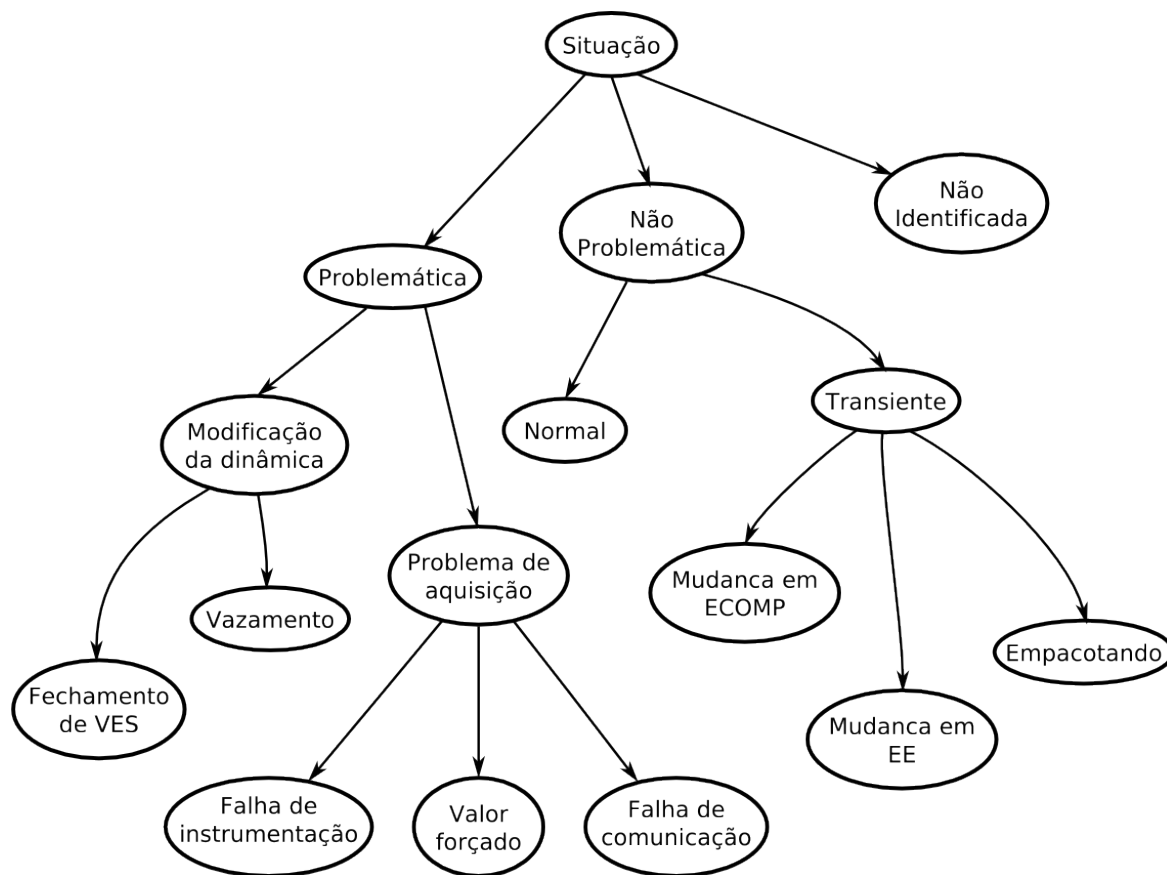 Situação
Não
Identificada
Não
Problemática
Problemática
Transiente
Modificação
da dinâmica
Normal
Problema de
aquisição
Mudanca em
ECOMP
Vazamento
Empacotando
Fechamento
de VES
Mudanca em
EE
Falha de
instrumentação
Valor
forçado
Falha de
comunicação